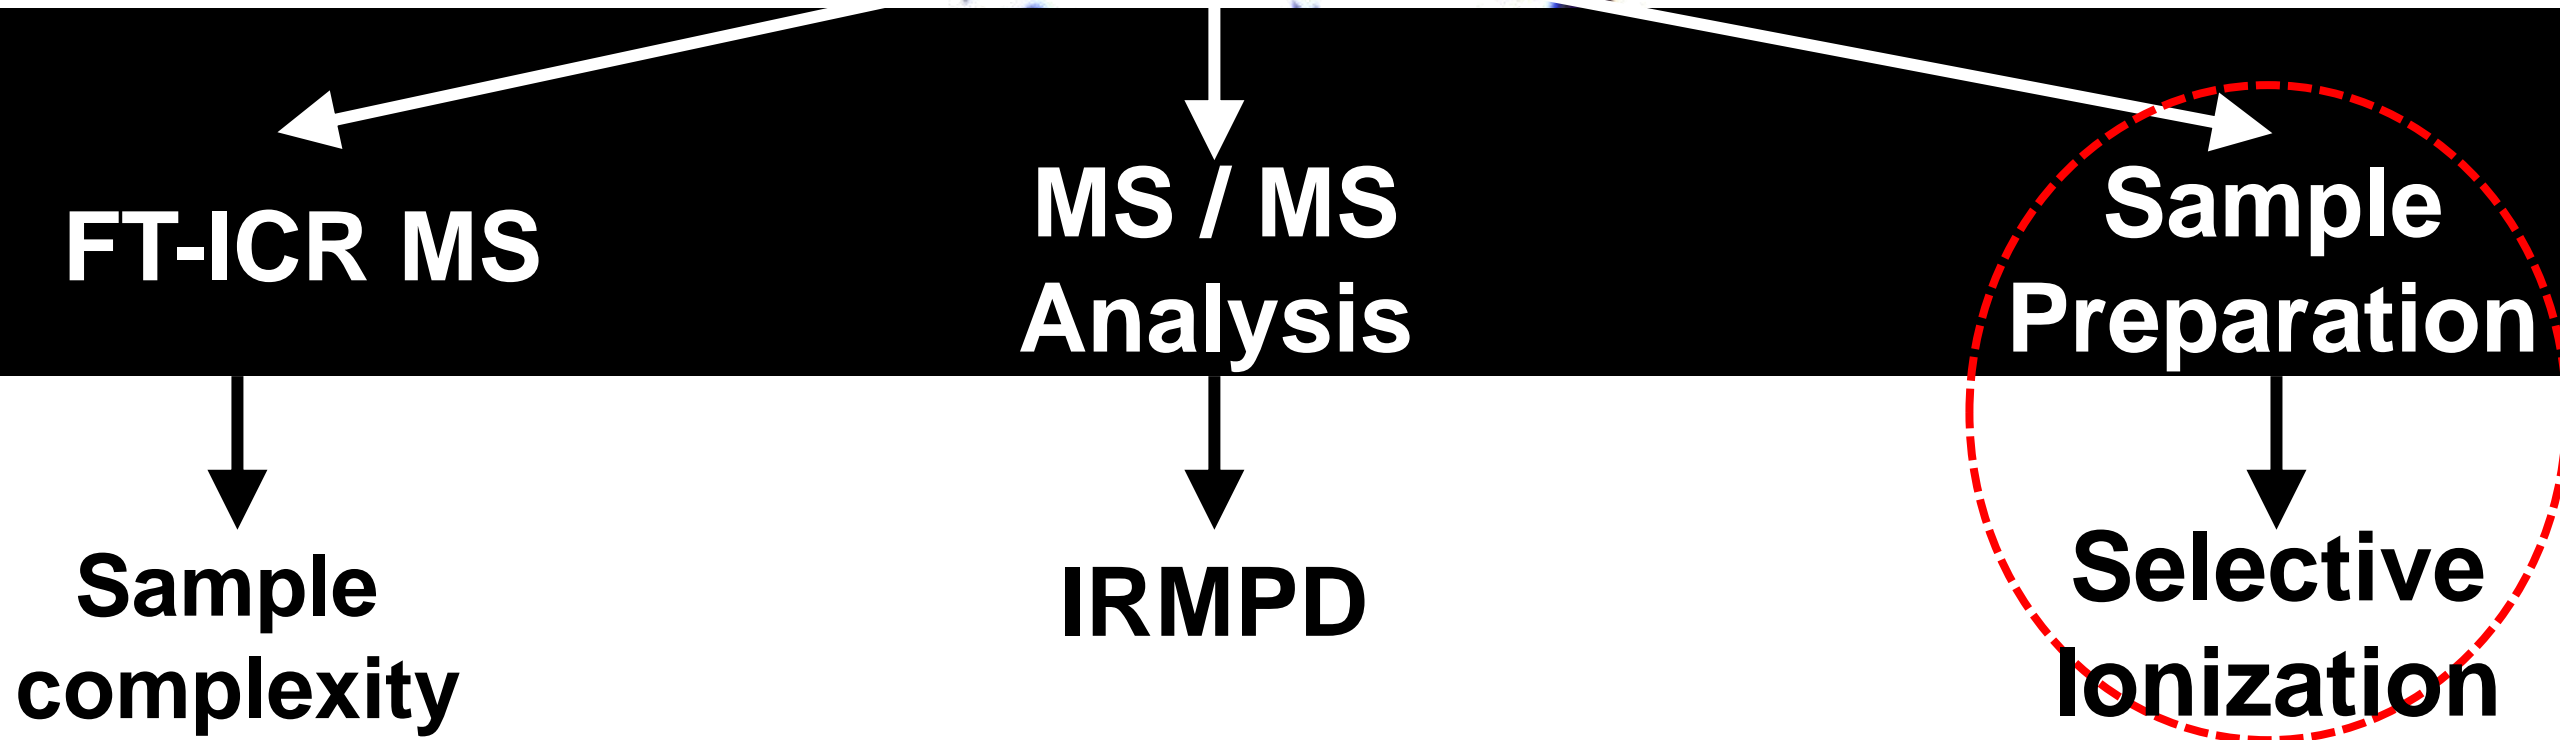 FT-ICR MS
MS / MS
Analysis
Sample
Preparation
Sample
complexity
IRMPD
Selective
Ionization